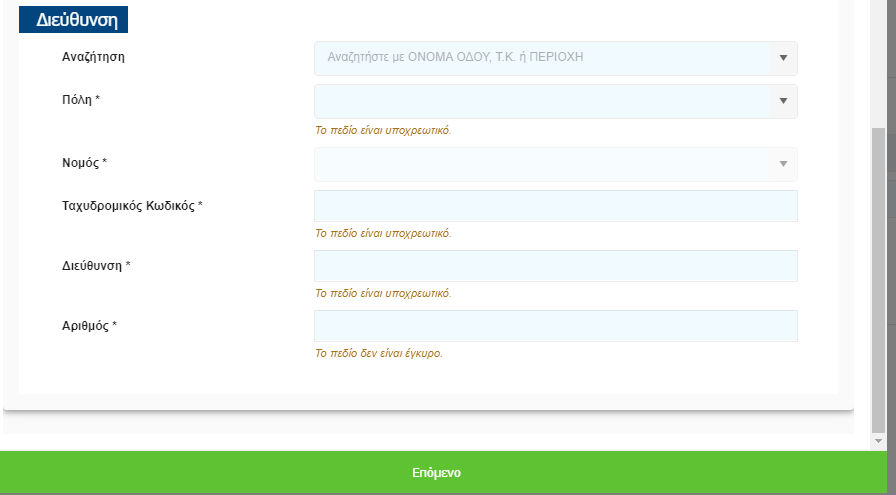 Διεύθυνση
Αναζήτηση
Αναζητήστε με ΟΝΟΜΑ ΟΔΟΥ, Τ.Κ. ή ΠΕΡΙΟΧΗ
Πόλη *
Το πεδίο είναι υποχρεωτικό.
Νομός *
Ταχυδρομικός Κωδικός *
Το πεδίο είναι υποχρεωτικό.
Διεύθυνση *
Το πεδίο είναι υποχρεωτικό.
Αριθμός *
Το πεδίο δεν είναι έγκυρο.
Επόμενο